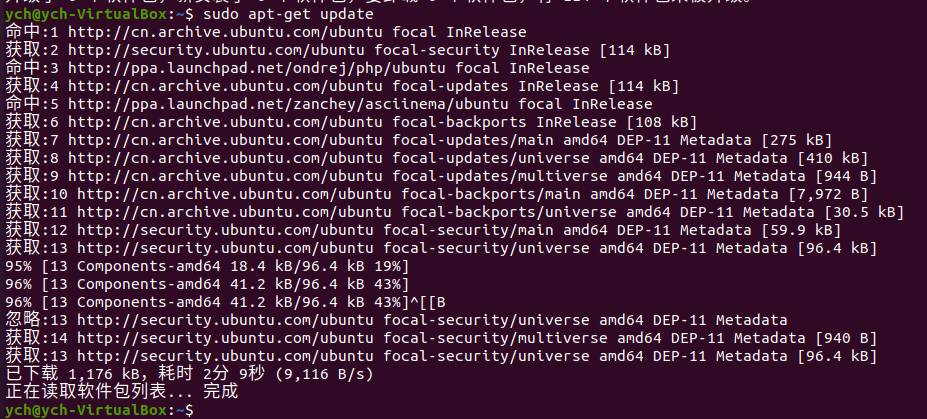 ych@ych-VirtualBox:~$ sudo apt-get update
命中:1 http://cn.archive.ubuntu.com/ubuntu focal InRelease
获取:2 http://security.ubuntu.com/ubuntu focal-security InRelease [114 kB]
命中:3 http://ppa.launchpad.net/ondrej/php/ubuntu focal InRelease
获取:4 http://cn.archive.ubuntu.com/ubuntu focal-updates InRelease [114 kB]
命中:5 http://ppa.launchpad.net/zanchey/asciinema/ubuntu focal InRelease
获取:6 http://cn.archive.ubuntu.com/ubuntu focal-backports InRelease [108 kB]
获取:7 http://cn.archive.ubuntu.com/ubuntu focal-updates/main amd64 DEP-11 Metadata [275 kB]
获取:8 http://cn.archive.ubuntu.com/ubuntu focal-updates/universe amd64 DEP-11 Metadata [410 kB]
获取:9 http://cn.archive.ubuntu.com/ubuntu focal-updates/multiverse amd64 DEP-11 Metadata [944 B]
获取:10 http://cn.archive.ubuntu.com/ubuntu focal-backports/main amd64 DEP-11 Metadata [7,972 B]
获取:11 http://cn.archive.ubuntu.com/ubuntu focal-backports/universe amd64 DEP-11 Metadata [30.5 kB]
获取:12 http://security.ubuntu.com/ubuntu focal-security/main amd64 DEP-11 Metadata [59.9 kB]
获取:13 http://security.ubuntu.com/ubuntu focal-security/universe amd64 DEP-11 Metadata [96.4 kB]
95% [13 Components-amd64 18.4 kB/96.4 kB 19%]
96% [13 Components-amd64 41.2 kB/96.4 kB 43%]
96% [13 Components-amd64 41.2 kB/96.4 kB 43%]^[[B
忽略:13 http://security.ubuntu.com/ubuntu focal-security/universe amd64 DEP-11 Metadata
获取:14 http://security.ubuntu.com/ubuntu focal-security/multiverse amd64 DEP-11 Metadata [940 B]
获取:13 http://security.ubuntu.com/ubuntu focal-security/universe amd64 DEP-11 Metadata [96.4 kB]
已下载 1,176 kB，耗时 2分 9秒 (9,116 B/s)
正在读取软件包列表... 完成
ych@ych-VirtualBox:~$